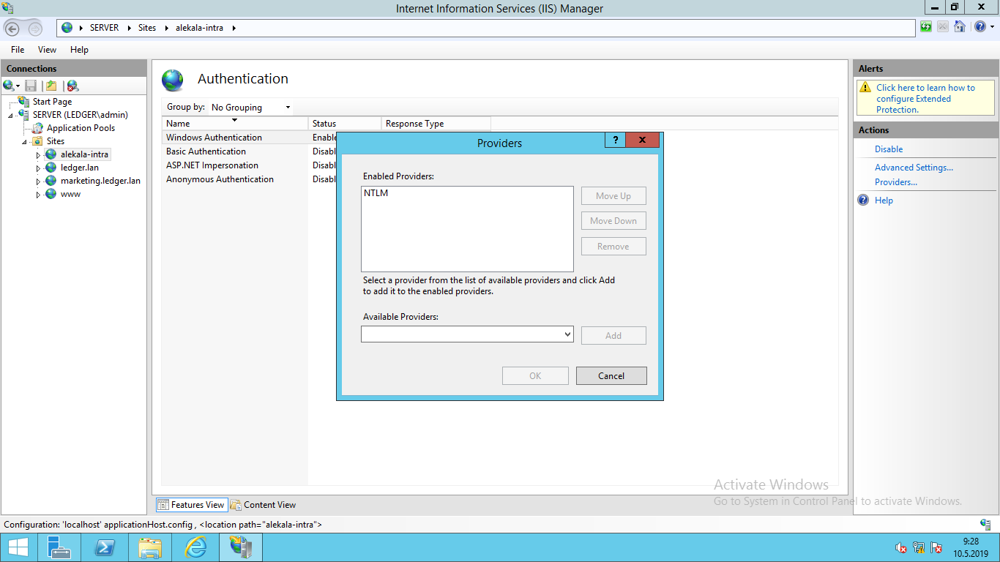 Internet Information Services (IIS) Manager
SERVER
Sites
alekala-intra
File
View
Help
Connections
Start Page
SERVER (LEDGER\admin)
Application Pools
Sites
alekala-intra
ledger.lan
marketing.ledger.lan
www
Authentication
Group by:
No Grouping
Name
Status
Response Type
Windows Authentication
Enable
Basic Authentication
Disabl
ASP.NET Impersonation
Disabl
Anonymous Authentication
Disabl
Providers
?
Enabled Providers:
NTLM
Move Up
Move Down
Remove
Select a provider from the list of available providers and click Add
to add it to the enabled providers.
Available Providers:
Add
OK
Cancel
Alerts
Click here to learn how to
configure Extended
Protection.
Actions
Disable
Advanced Settings...
Providers...
Help
Features View
Content View
Activate Windows
Go to System in Control Panel to activate Windows.
Configuration: 'localhost' applicationHost.config , <location path="alekala-intra">
9:28
10.5.2019